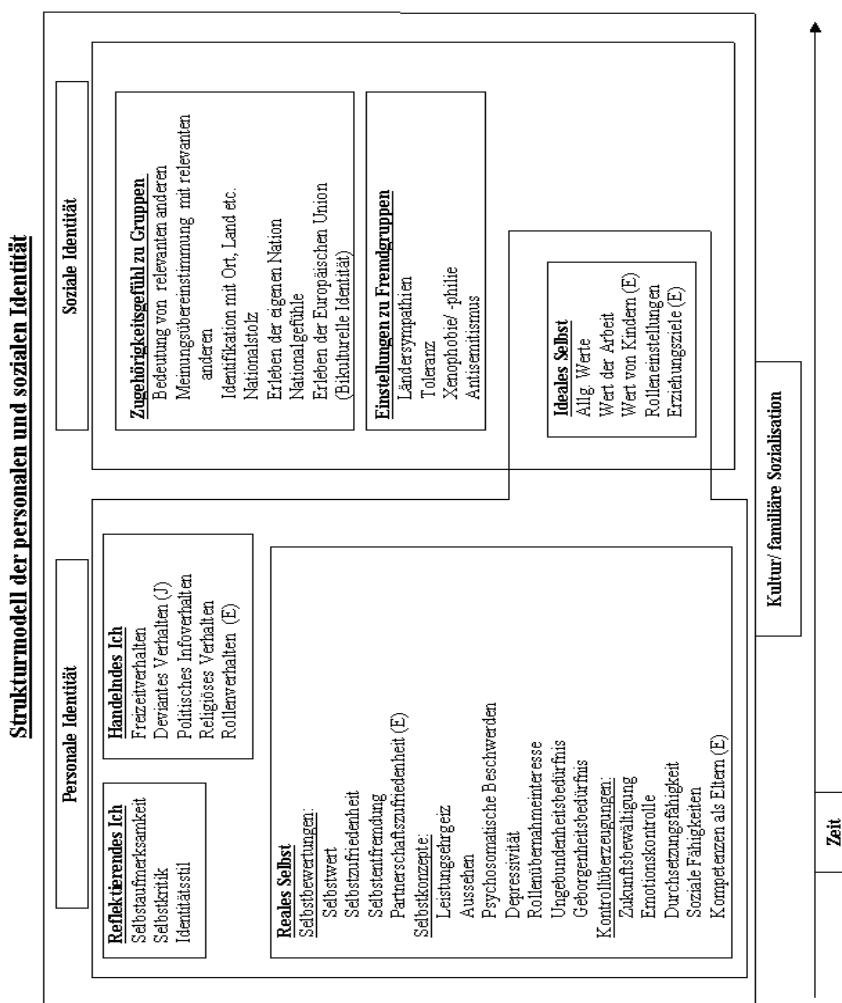 Strukturmodell der personalen und sozialen Identität
Personale Identität
Reflektierendes Ich
Selbstaufmerksamkeit
Selbstkritik
Identitätsstil
Handelndes Ich
Freizeitverhalten
Deviantes Verhalten (J)
Politisches Infoverhalten
Religiöses Verhalten
Rollenverhalten (E)
Reales Selbst
Selbstbewertungen:
Selbstwert
Selbstzufriedenheit
Selbstentfremdung
Partnerschaftszufriedenheit (E)
Selbstkonzepte:
Leistungsehrgeiz
Aussehen
Psychosomatische Beschwerden
Depressivität
Rollenübernahmeinteresse
Ungebundenheitsbedürfnis
Geborgenheitsbedürfnis
Kontrollüberzeugungen:
Zukunftsbewältigung
Emotionskontrolle
Durchsetzungsfähigkeit
Soziale Fähigkeiten
Kompetenzen als Eltern (E)
Soziale Identität
Zugehörigkeitsgefühl zu Gruppen
Bedeutung von relevanten anderen
Meinungsübereinstimmung mit relevanten
anderen
Identifikation mit Ort, Land etc.
Nationalstolz
Erleben der eigenen Nation
Nationalgefühle
Erleben der Europäischen Union
(Bikulturelle Identität)
Einstellungen zu Fremdgruppen
Ländersympathien
Toleranz
Xenophobie/ -philie
Antisemitismus
Ideales Selbst
Allg. Werte
Wert der Arbeit
Wert von Kindern (E)
Rolleneinstellungen
Erziehungsziele (E)
Kultur/ familiäre Sozialisation
Zeit